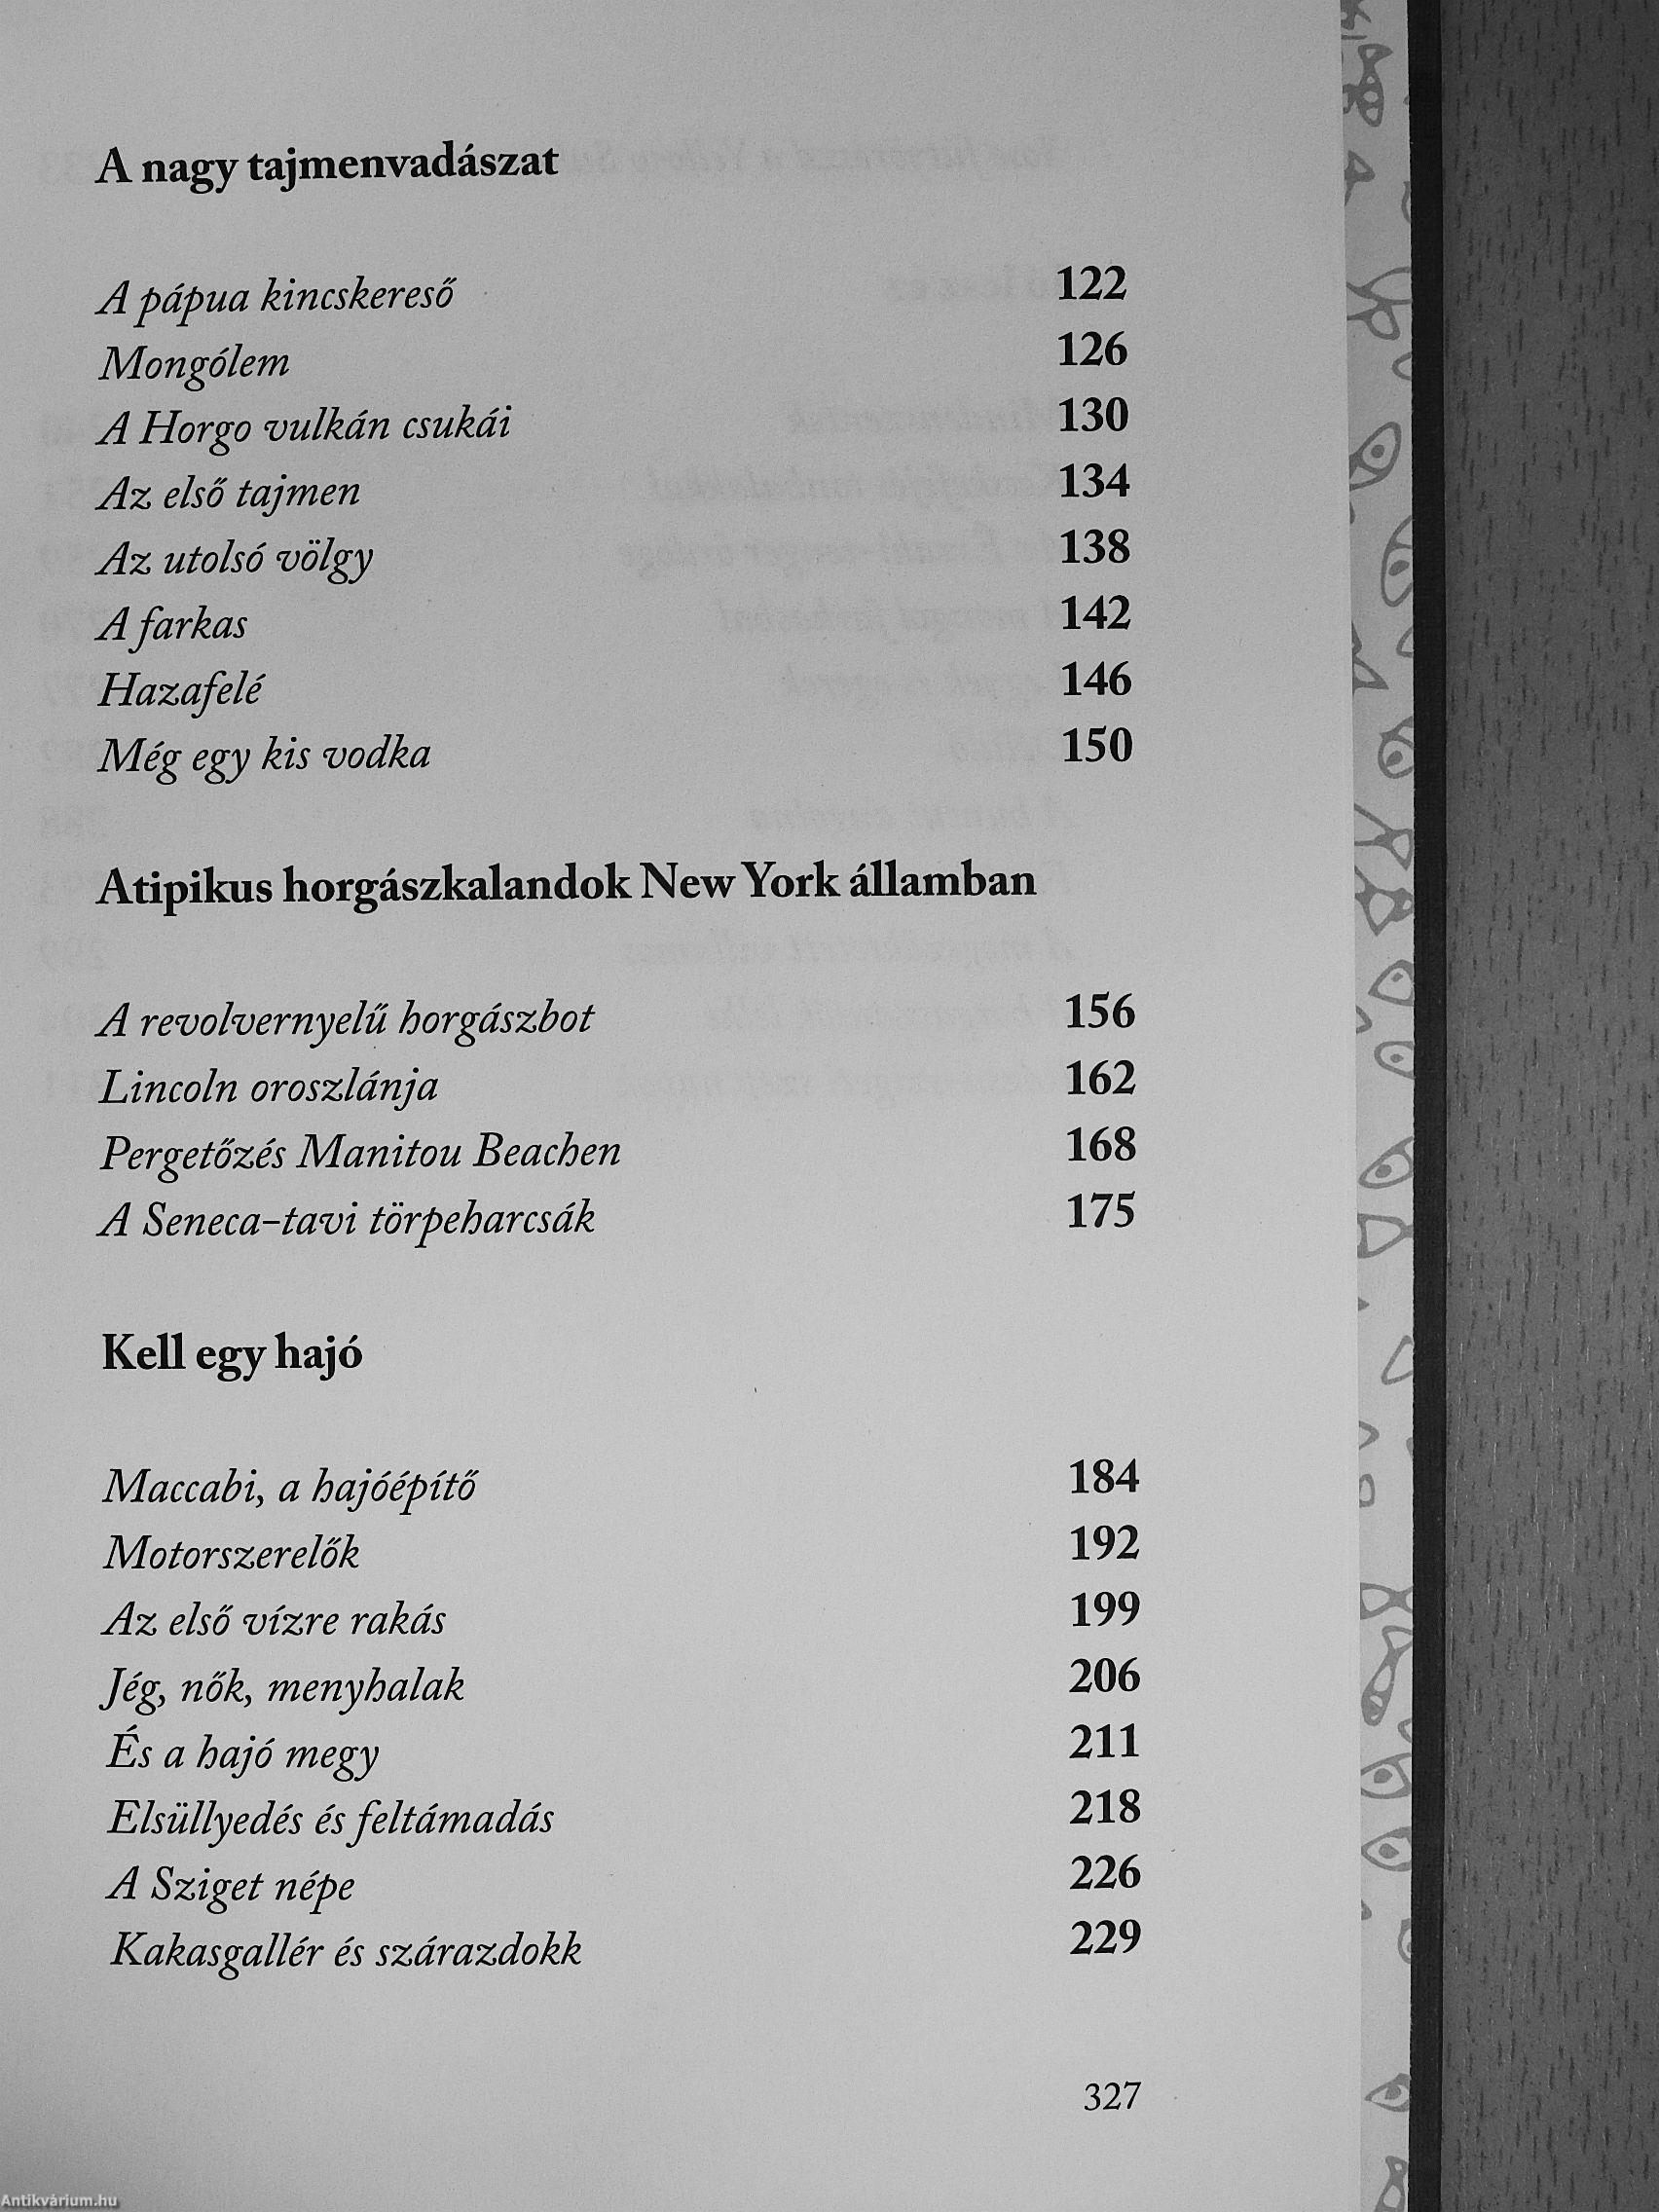 A nagy tajmenvadászat
A pápua kincskereső 122
Mongólem 126
A Horgo vulkán csukái 130
Az első tajmen 134
Az utolsó völgy 138
A farkas 142
Hazafelé 146
Még egy kis vodka 150
Atipikus horgászkalandok New York államban
A revolvernyelű horgászbot 156
Lincoln oroszlánja 162
Pergetőzés Manitou Beachen 168
A Seneca-tavi törpeharcsák 175
Kell egy hajó
Maccabi, a hajóépítő 184
Motorszerelők 192
Az első vízre rakás 199
Jég, nők, menyhalak 206
És a hajó megy 211
Elsüllyedés és feltámadás 218
A Sziget népe 226
Kakasgallér és szárazdokk 229
327
Antikvárium.hu